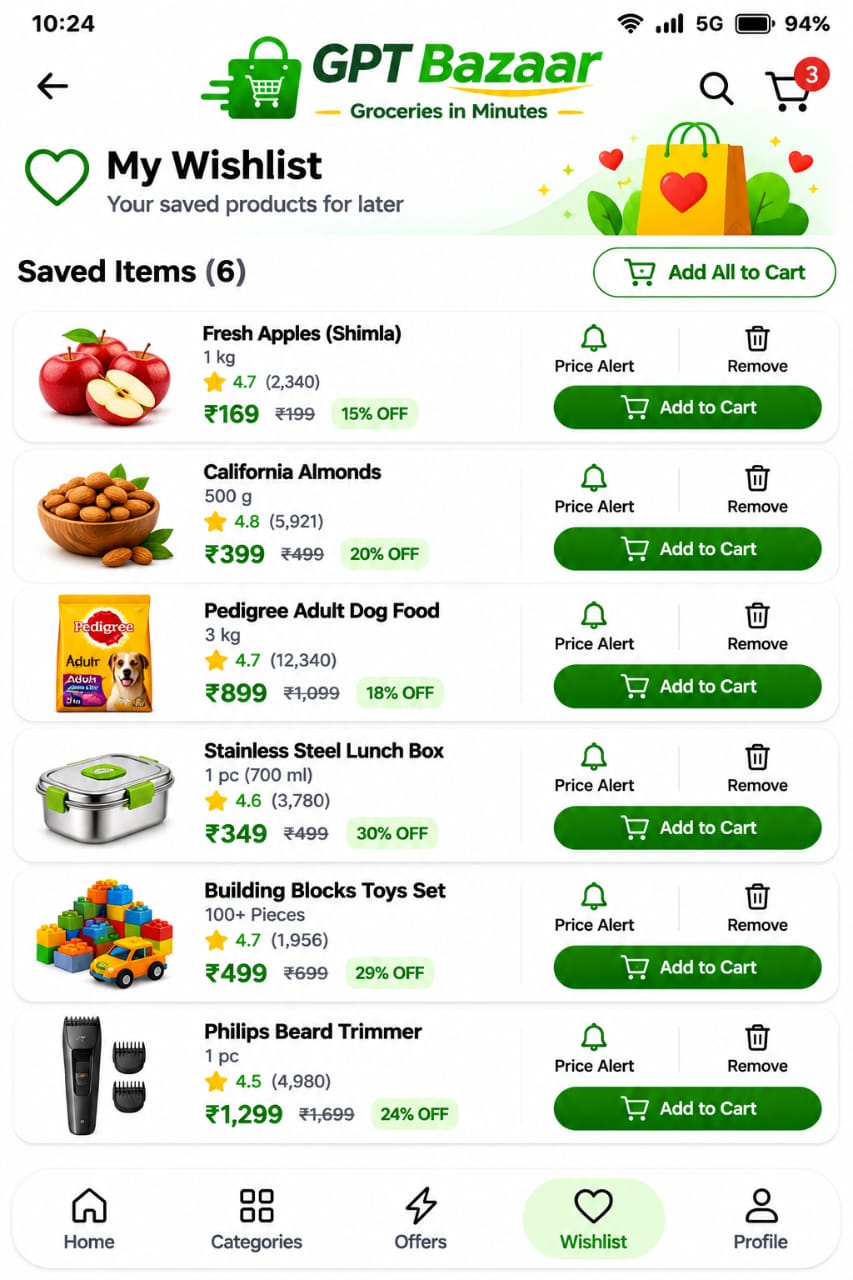 10:24
5G 94%
GPT Bazaar
Groceries in Minutes
3
My Wishlist
Your saved products for later
Saved Items (6)
Add All to Cart
Fresh Apples (Shimla)
1 kg
4.7 (2,340)
₹169 ₹199 15% OFF
Price Alert
Remove
Add to Cart
California Almonds
500 g
4.8 (5,921)
₹399 ₹499 20% OFF
Price Alert
Remove
Add to Cart
Pedigree
Adult
Pedigree Adult Dog Food
3 kg
4.7 (12,340)
₹899 ₹1,099 18% OFF
Price Alert
Remove
Add to Cart
Stainless Steel Lunch Box
1 pc (700 ml)
4.6 (3,780)
₹349 ₹499 30% OFF
Price Alert
Remove
Add to Cart
Building Blocks Toys Set
100+ Pieces
4.7 (1,956)
₹499 ₹699 29% OFF
Price Alert
Remove
Add to Cart
Philips Beard Trimmer
1 pc
4.5 (4,980)
₹1,299 ₹1,699 24% OFF
Price Alert
Remove
Add to Cart
Home
Categories
Offers
Wishlist
Profile